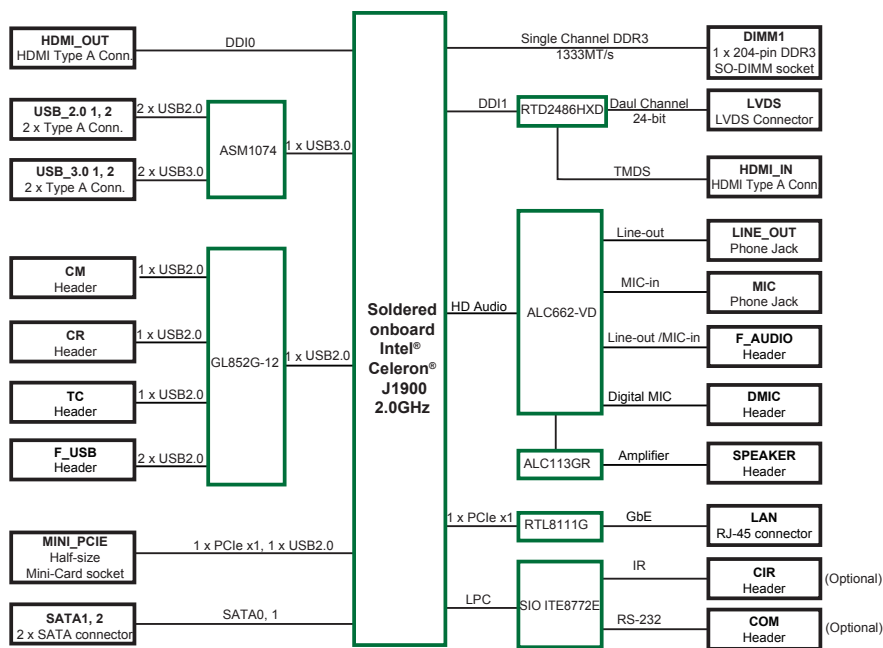 HDMI_OUT
HDMI Type A Conn.
DDI0
USB_2.0 1, 2
2 x Type A Conn.
2 x USB2.0
USB_3.0 1, 2
2 x Type A Conn.
2 x USB3.0
ASM1074
1 x USB3.0
CM
Header
1 x USB2.0
CR
Header
1 x USB2.0
TC
Header
1 x USB2.0
F_USB
Header
2 x USB2.0
GL852G-12
1 x USB2.0
MINI_PCIE
Half-size
Mini-Card socket
1 x PCIe x1, 1 x USB2.0
SATA1, 2
2 x SATA connector
SATA0, 1
Soldered
onboard
Intel®
Celeron®
J1900
2.0GHz
Single Channel DDR3
1333MT/s
DIMM1
1 x 204-pin DDR3
SO-DIMM socket
DDI1
RTD2486HXD
Daul Channel
24-bit
LVDS
LVDS Connector
TMDS
HDMI_IN
HDMI Type A Conn.
HD Audio
ALC662-VD
Line-out
LINE_OUT
Phone Jack
MIC-in
MIC
Phone Jack
Line-out /MIC-in
F_AUDIO
Header
Digital MIC
DMIC
Header
ALC113GR
Amplifier
SPEAKER
Header
1 x PCIe x1
RTL8111G
GbE
LAN
RJ-45 connector
LPC
SIO ITE8772E
IR
CIR
Header
(Optional)
RS-232
COM
Header
(Optional)